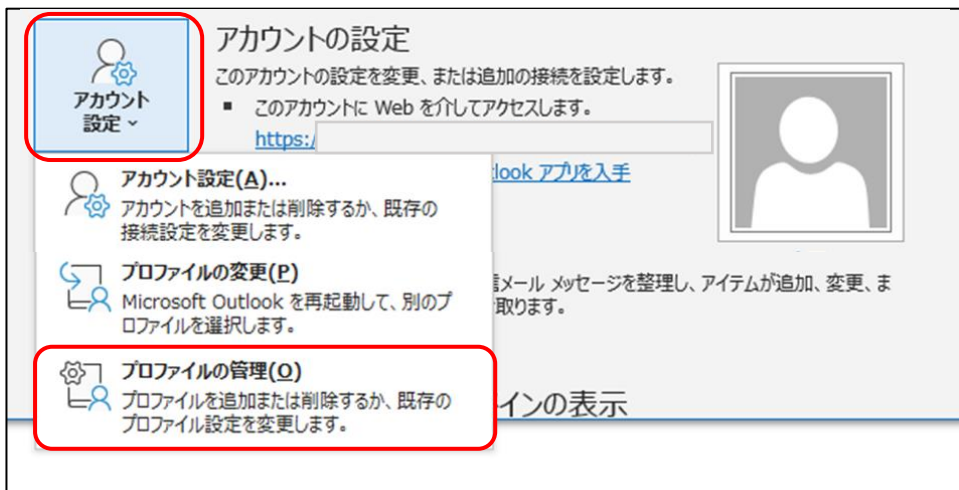 アカウントの設定
このアカウントの設定を変更、または追加の接続を設定します。
アカウント
設定
■ このアカウントに Web を介してアクセスします。
https:/
look アプリを入手
アカウント設定(A)...
アカウントを追加または削除するか、既存の
接続設定を変更します。
プロファイルの変更(P)
Microsoft Outlook を再起動して、別のプ
ロファイルを選択します。
メール メッセージを整理し、アイテムが追加、変更、ま
取ります。
プロファイルの管理(O)
プロファイルを追加または削除するか、既存の
プロファイル設定を変更します。
インの表示